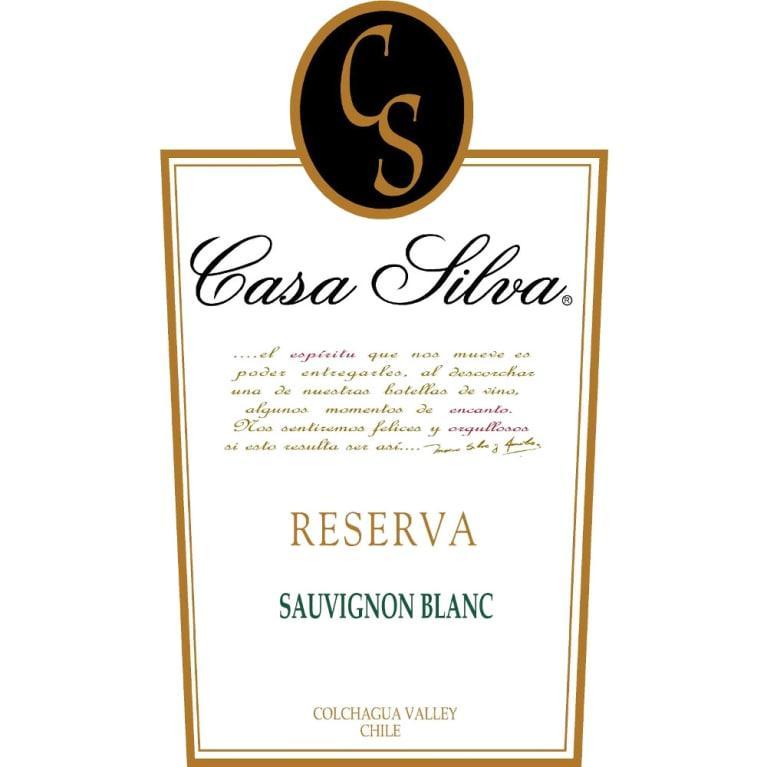 CS
Casa Silva®
....el espíritu que nos mueve es
poder entregarles, al descorchar
una de nuestras botellas de vino,
algunos momentos de encanto.
Nos sentiremos felices y orgullosos
si esto resulta ser así....
RESERVA
SAUVIGNON BLANC
COLCHAGUA VALLEY
CHILE